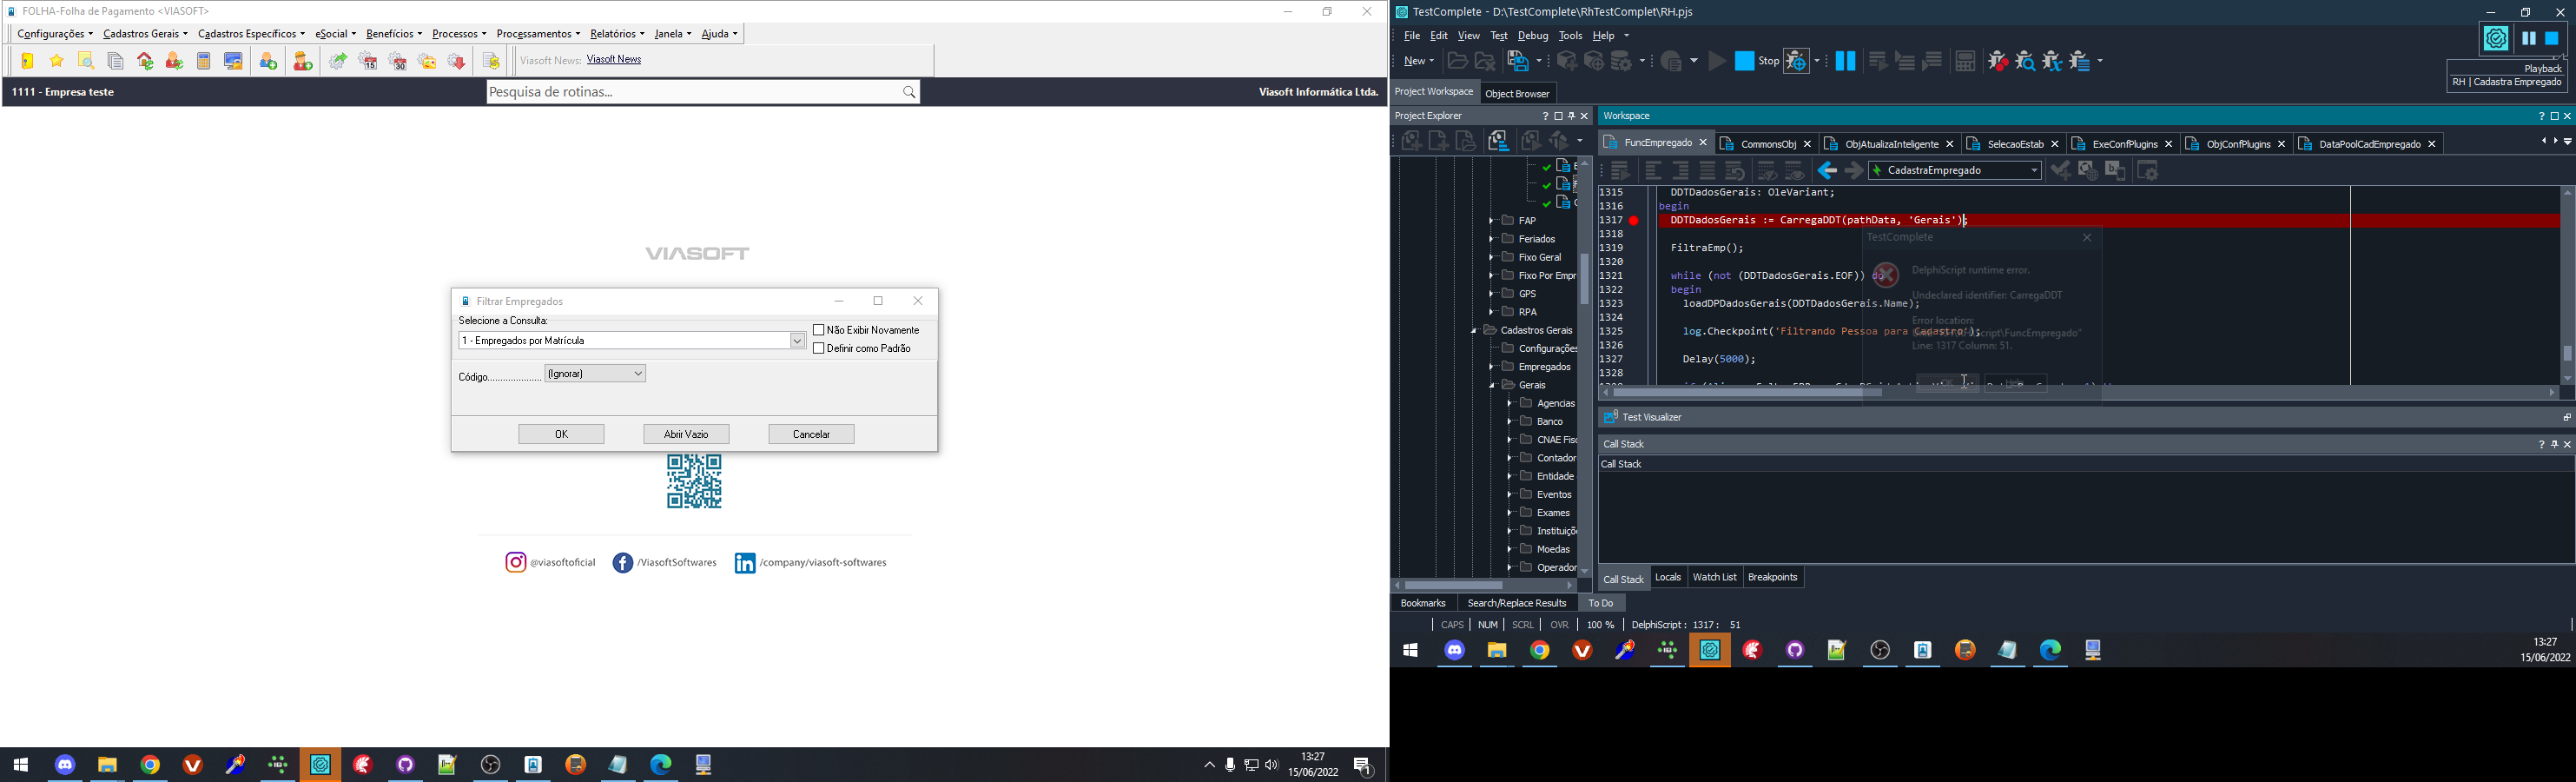 FOLHA-Folha de Pagamento <VIASOFT>
Configurações Cadastros Gerais Cadastros Específicos eSocial Benefícios Processos Processamentos Relatórios Janela Ajuda
15 30 Viasoft News: Viasoft News
1111 - Empresa teste
Pesquisa de rotinas...
Viasoft Informática Ltda.
VIASOFT
Filtrar Empregados
Selecione a Consulta:
1 - Empregados por Matrícula
Não Exibir Novamente
Definir como Padrão
Código.................... (Ignorar)
OK Abrir Vazio Cancelar
@viasoftoficial /ViasoftSoftwares /company/viasoft-softwares
13:27
15/06/2022
TestComplete - D:\TestComplete\RhTestComplet\RH.pjs
File Edit View Test Debug Tools Help
New Stop
Playback
RH | Cadastra Empregado
Project Workspace Object Browser
Project Explorer
Workspace
FuncEmpregado CommonsObj ObjAtualizaInteligente SelecaoEstab ExeConfPlugins ObjConfPlugins DataPoolCadEmpregado
CadastraEmpregado
FAP
Feriados
Fixo Geral
Fixo Por Empr
GPS
RPA
Cadastros Gerais
Configurações
Empregados
Gerais
Agencias
Banco
CNAE Fisc
Contador
Entidade
Eventos
Exames
Instituiçõ
Moedas
Operador
1315 DDTDadosGerais: OleVariant;
1316 begin
1317 DDTDadosGerais := CarregaDDT(pathData, 'Gerais');
1318
1319 FiltraEmp();
1320
1321 while (not (DDTDadosGerais.EOF)) do
1322 begin
1323 loadDPDadosGerais(DDTDadosGerais.Name);
1324
1325 log.Checkpoint('Filtrando Pessoa para Cadastro');
1326
1327 Delay(5000);
1328
TestComplete
DelphiScript runtime error.
Undeclared identifier: CarregaDDT
Error location:
Line: 1317 Column: 51.
Test Visualizer
Call Stack
Call Stack
Call Stack Locals Watch List Breakpoints
Bookmarks Search/Replace Results To Do
CAPS NUM SCRL OVR 100 % DelphiScript : 1317 : 51
13:27
15/06/2022